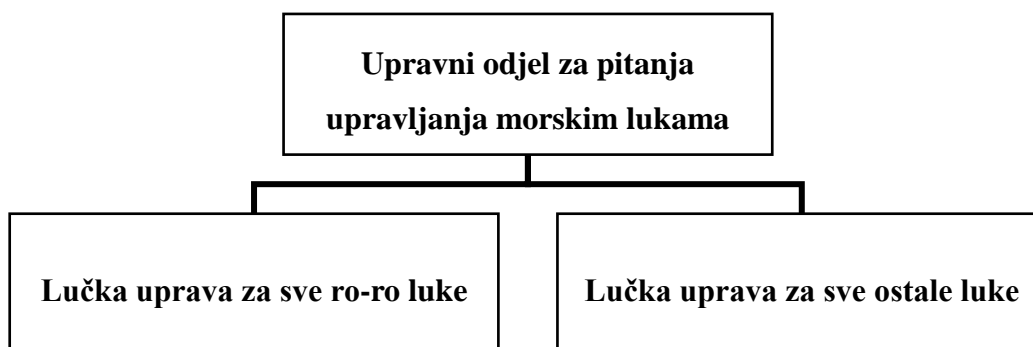 Upravni odjel za pitanja
upravljanja morskim lukama
Lučka uprava za sve ro-ro luke
Lučka uprava za sve ostale luke